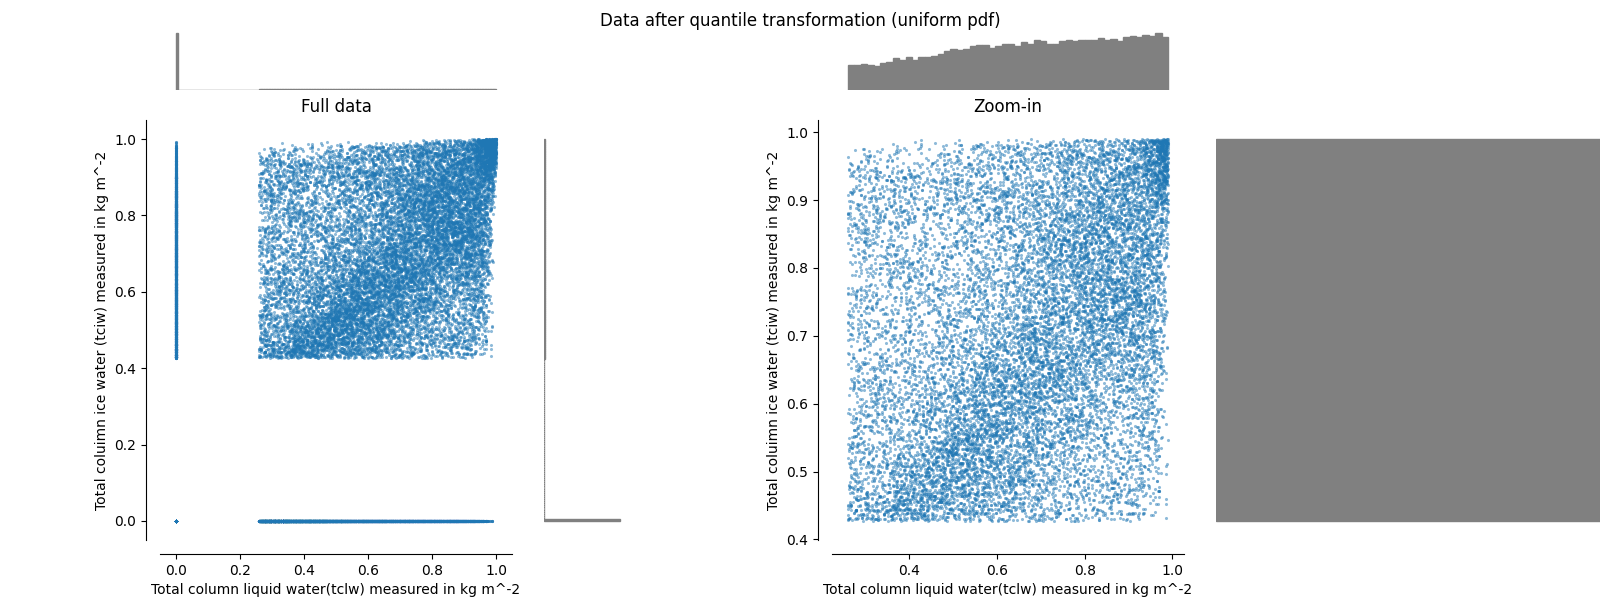 Data after quantile transformation (uniform pdf)
Full data
Total coluimn ice water (tciw) measured in kg m^-2
1.0
0.8
0.6
0.4
0.2
0.0
0.0 0.2 0.4 0.6 0.8 1.0
Total column liquid water(tclw) measured in kg m^-2
Zoom-in
Total coluimn ice water (tciw) measured in kg m^-2
1.0
0.9
0.8
0.7
0.6
0.5
0.4
0.4 0.6 0.8 1.0
Total column liquid water(tclw) measured in kg m^-2